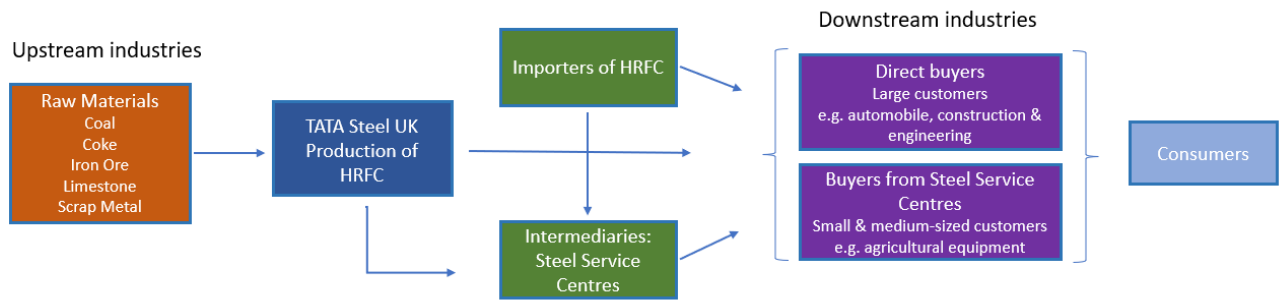 Upstream industries
Raw Materials
Coal
Coke
Iron Ore
Limestone
Scrap Metal
TATA Steel UK
Production of
HRFC
Importers of HRFC
Intermediaries:
Steel Service
Centres
Downstream industries
Direct buyers
Large customers
e.g. automobile, construction &
engineering
Buyers from Steel Service
Centres
Small & medium-sized customers
e.g. agricultural equipment
Consumers